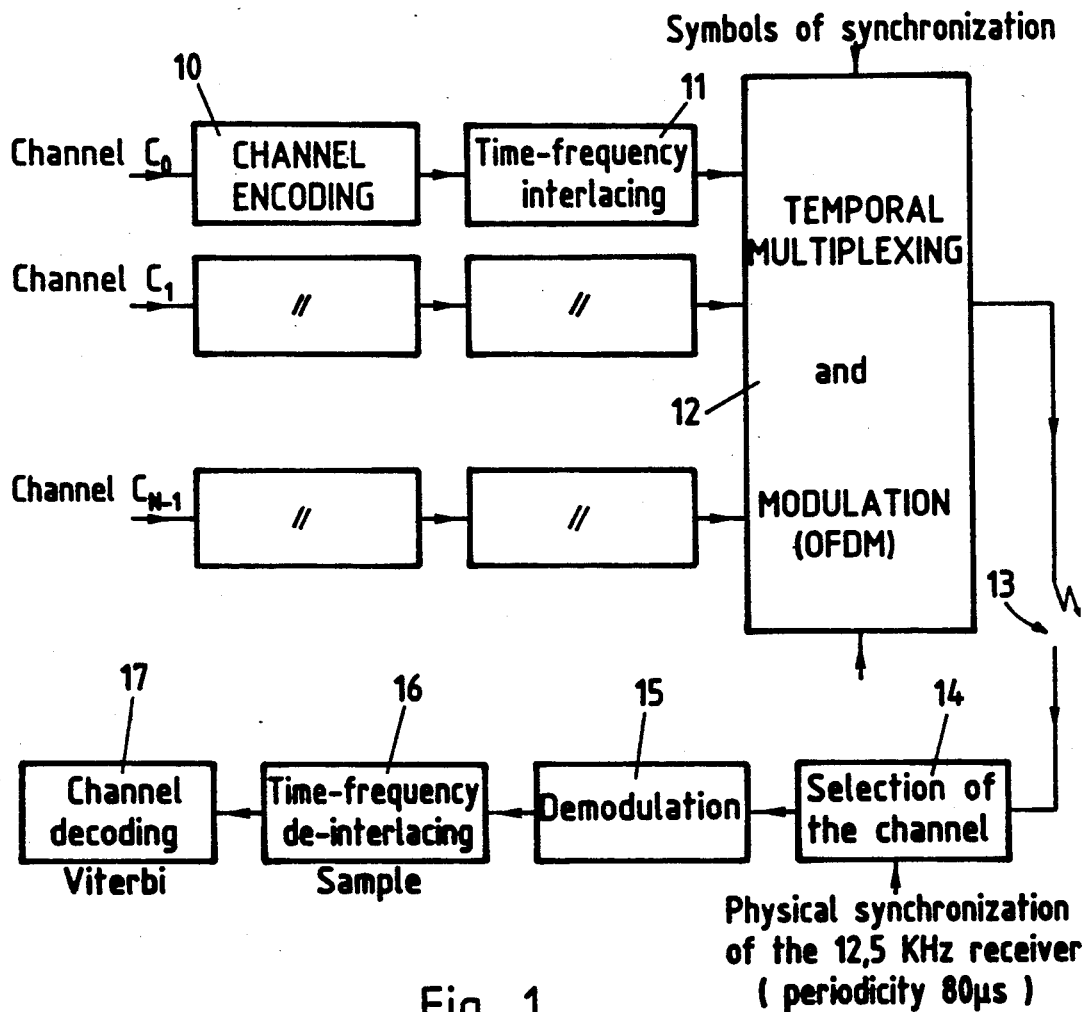 Symbols of synchronization
10
11
Channel C0
CHANNEL
ENCODING
Time-frequency
interlacing
TEMPORAL
MULTIPLEXING
and
MODULATION
(OFDM)
12
Channel C1
//
//
Channel CN-1
//
//
13
17
16
15
14
Channel
decoding
Viterbi
Time-frequency
de-interlacing
Sample
Demodulation
Selection of
the channel
Physical synchronization
of the 12,5 KHz receiver
( periodicity 80µs )
Fig. 1